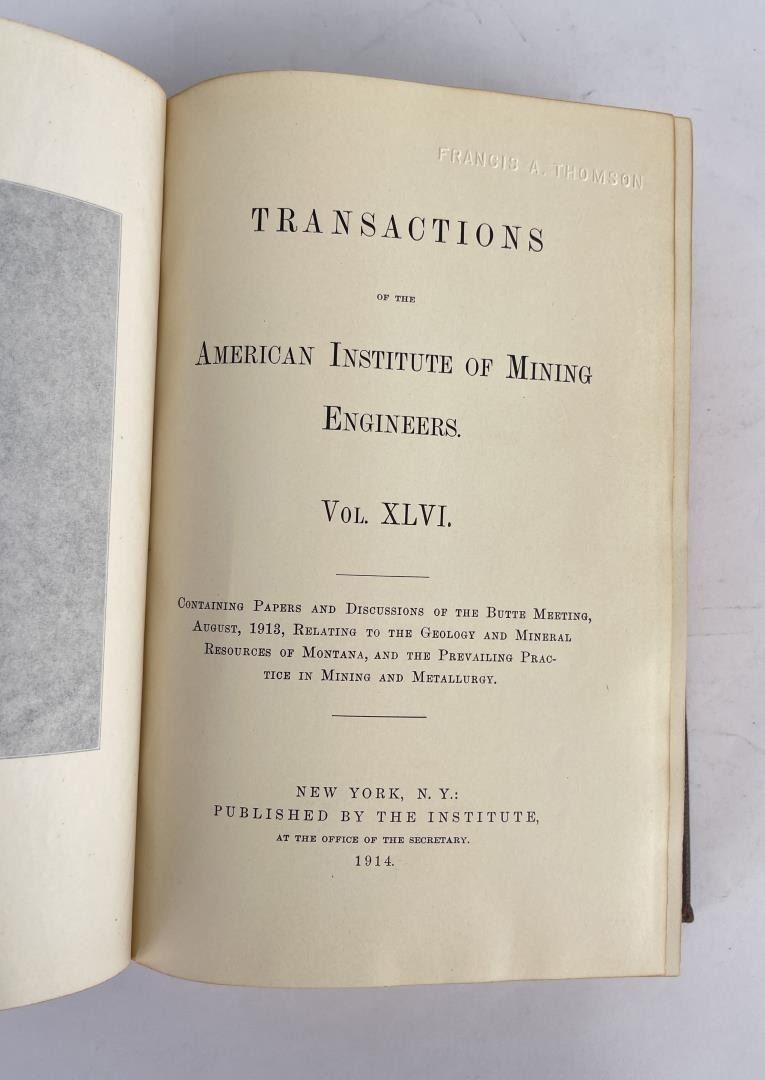 FRANCIS A. THOMSON
TRANSACTIONS
OF THE
AMERICAN INSTITUTE OF MINING
ENGINEERS.
VOL. XLVI.
CONTAINING PAPERS AND DISCUSSIONS OF THE BUTTE MEETING,
AUGUST, 1913, RELATING TO THE GEOLOGY AND MINERAL
RESOURCES OF MONTANA, AND THE PREVAILING PRAC-
TICE IN MINING AND METALLURGY.
NEW YORK, N. Y.:
PUBLISHED BY THE INSTITUTE,
AT THE OFFICE OF THE SECRETARY.
1914.